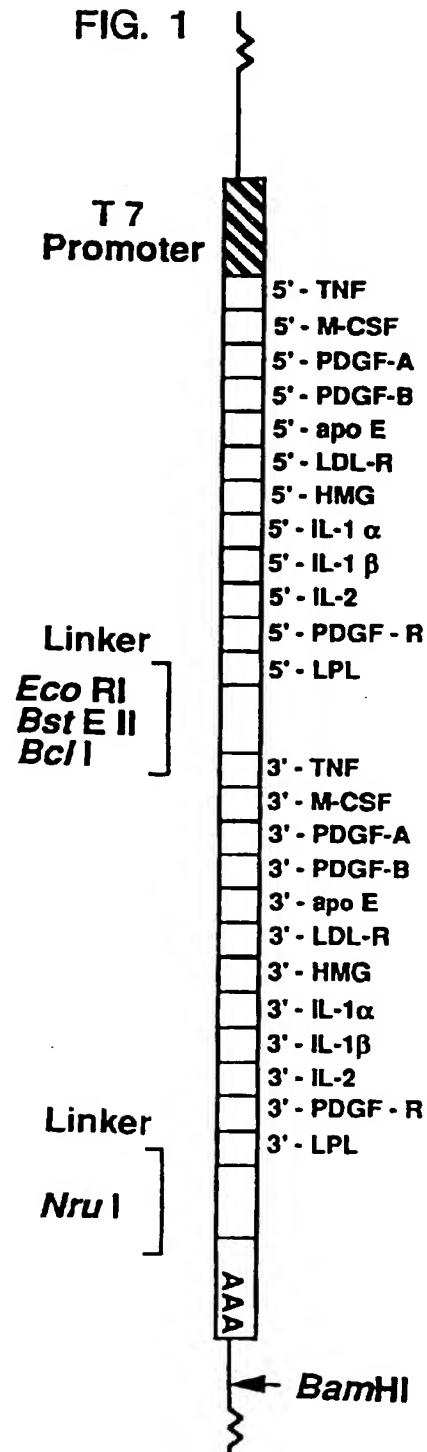 FIG. 1
T 7
Promoter
5' - TNF
5' - M-CSF
5' - PDGF-A
5' - PDGF-B
5' - apo E
5' - LDL-R
5' - HMG
5' - IL-1 α
5' - IL-1 β
5' - IL-2
5' - PDGF - R
5' - LPL
Linker
Eco RI
Bst E II
Bcl I
3' - TNF
3' - M-CSF
3' - PDGF-A
3' - PDGF-B
3' - apo E
3' - LDL-R
3' - HMG
3' - IL-1α
3' - IL-1β
3' - IL-2
3' - PDGF - R
3' - LPL
Linker
Nru I
AAA
BamHI